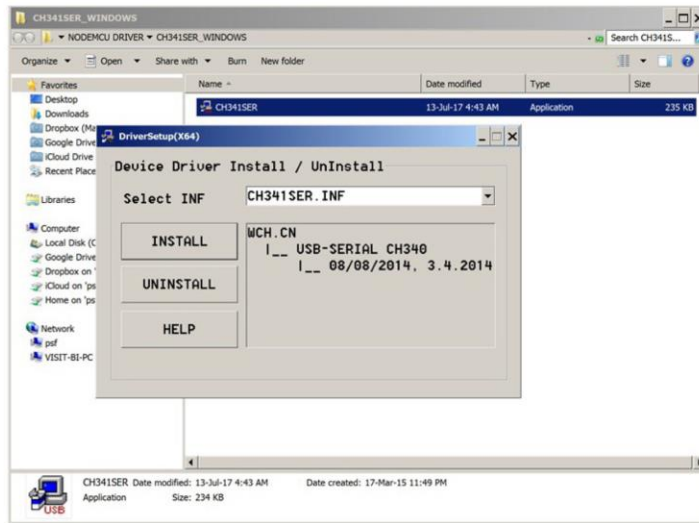 CH341SER_WINDOWS
NODEMCU DRIVER CH341SER_WINDOWS
Search CH341S...
Organize Open Share with Burn New folder
Favorites
Desktop
Downloads
Dropbox (Ma
Google Drive
iCloud Drive
Recent Place
Libraries
Computer
Local Disk (C
Google Drive
Dropbox on '
iCloud on 'ps
Home on 'ps
Network
psf
VISIT-BI-PC
Name Date modified Type Size
CH341SER 13-Jul-17 4:43 AM Application 235 KB
DriverSetup(X64)
Device Driver Install / UnInstall
Select INF CH341SER.INF
INSTALL
UNINSTALL
HELP
WCH.CN
|__ USB-SERIAL CH340
|__ 08/08/2014, 3.4.2014
CH341SER Date modified: 13-Jul-17 4:43 AM Date created: 17-Mar-15 11:49 PM
Application Size: 234 KB
USB